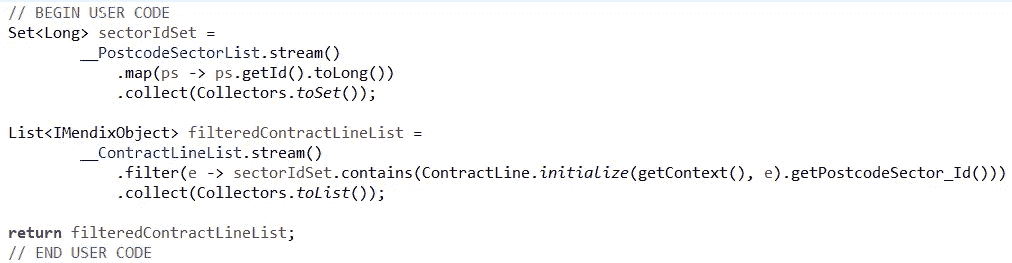 // BEGIN USER CODE
Set<Long> sectorIdSet =
__PostcodeSectorList.stream()
.map(ps -> ps.getId().toLong())
.collect(Collectors.toSet());
List<IMendixObject> filteredContractLineList =
__ContractLineList.stream()
.filter(e -> sectorIdSet.contains(ContractLine.initialize(getContext(), e).getPostcodeSector_Id()))
.collect(Collectors.toList());
return filteredContractLineList;
// END USER CODE